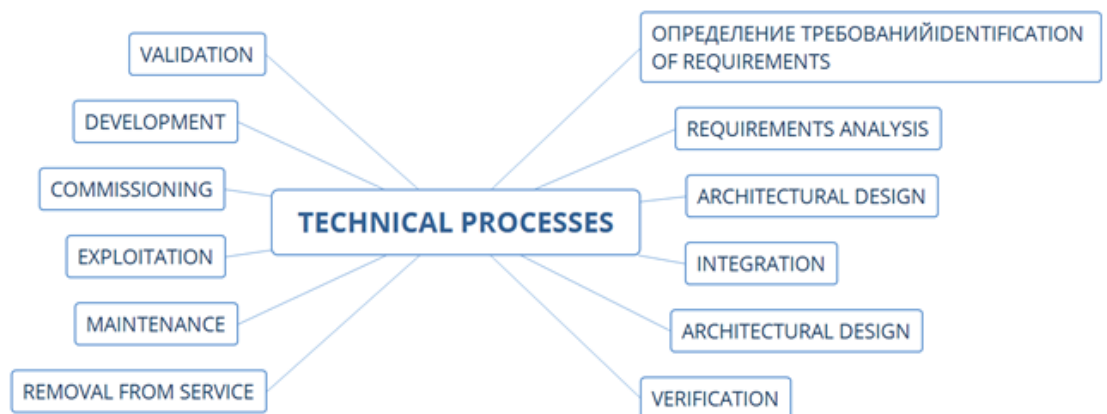 VALIDATION
DEVELOPMENT
COMMISSIONING
EXPLOITATION
MAINTENANCE
REMOVAL FROM SERVICE
TECHNICAL PROCESSES
ОПРЕДЕЛЕНИЕ ТРЕБОВАНИЙIDENTIFICATION
OF REQUIREMENTS
REQUIREMENTS ANALYSIS
ARCHITECTURAL DESIGN
INTEGRATION
ARCHITECTURAL DESIGN
VERIFICATION